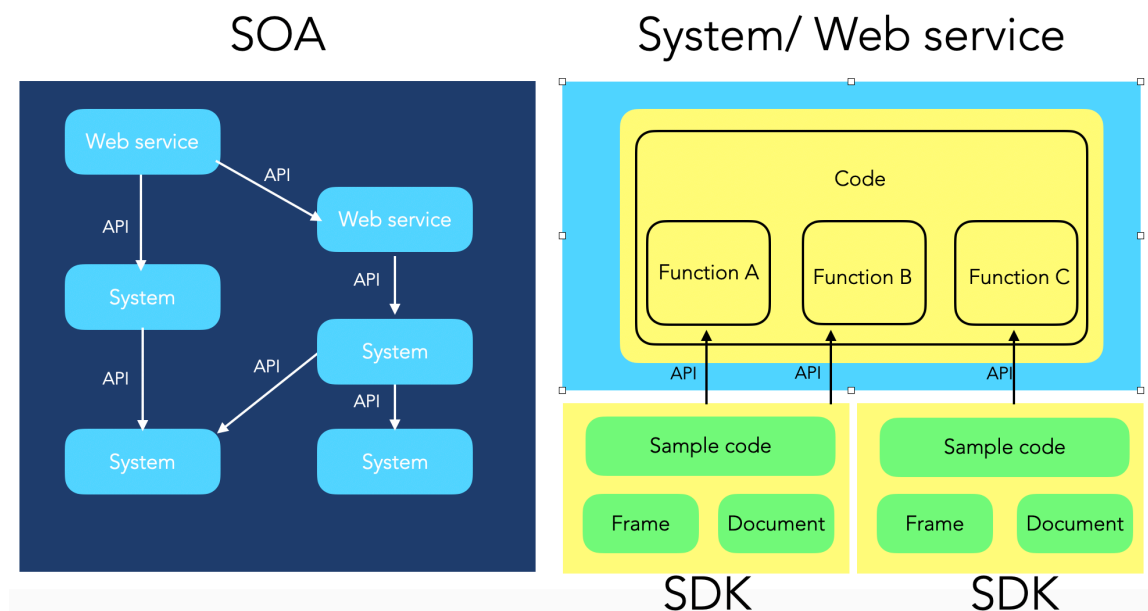 SOA
Web service
API
API
Web service
System
API
API
System
API
API
System
System
System/ Web service
Code
Function A
Function B
Function C
API
API
API
Sample code
Frame
Document
SDK
Sample code
Frame
Document
SDK